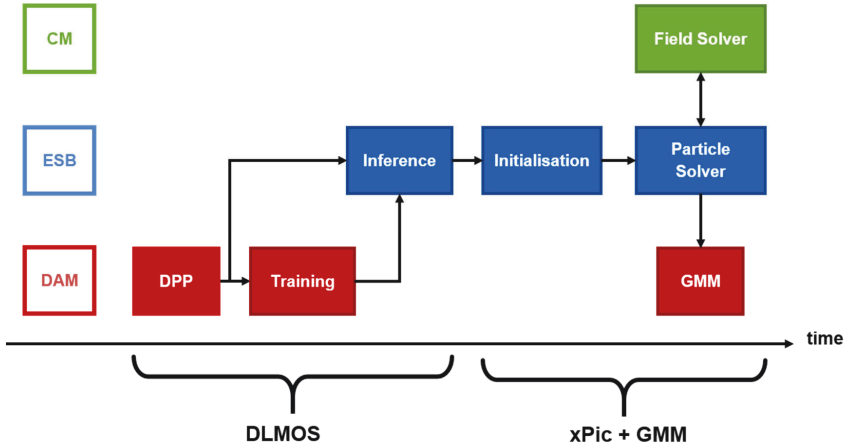 CM
Field Solver
ESB
Inference
Initialisation
Particle
Solver
DAM
DPP
Training
GMM
time
DLMOS
xPic + GMM